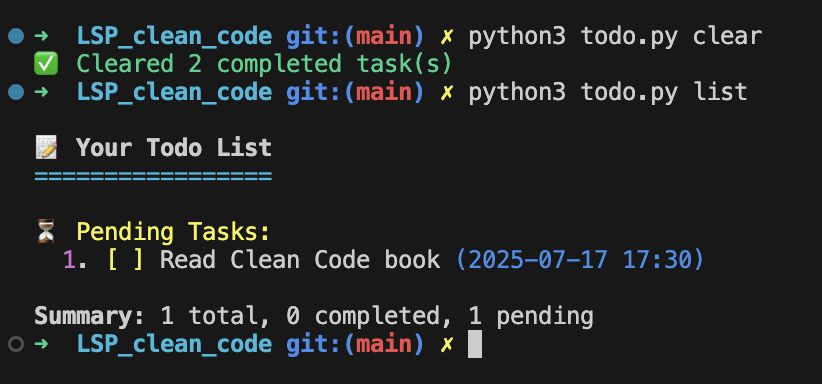 ➜ LSP_clean_code git:(main) ✗ python3 todo.py clear
✅ Cleared 2 completed task(s)
➜ LSP_clean_code git:(main) ✗ python3 todo.py list
📝 Your Todo List
=================
⏳ Pending Tasks:
1. [ ] Read Clean Code book (2025-07-17 17:30)
Summary: 1 total, 0 completed, 1 pending
➜ LSP_clean_code git:(main) ✗